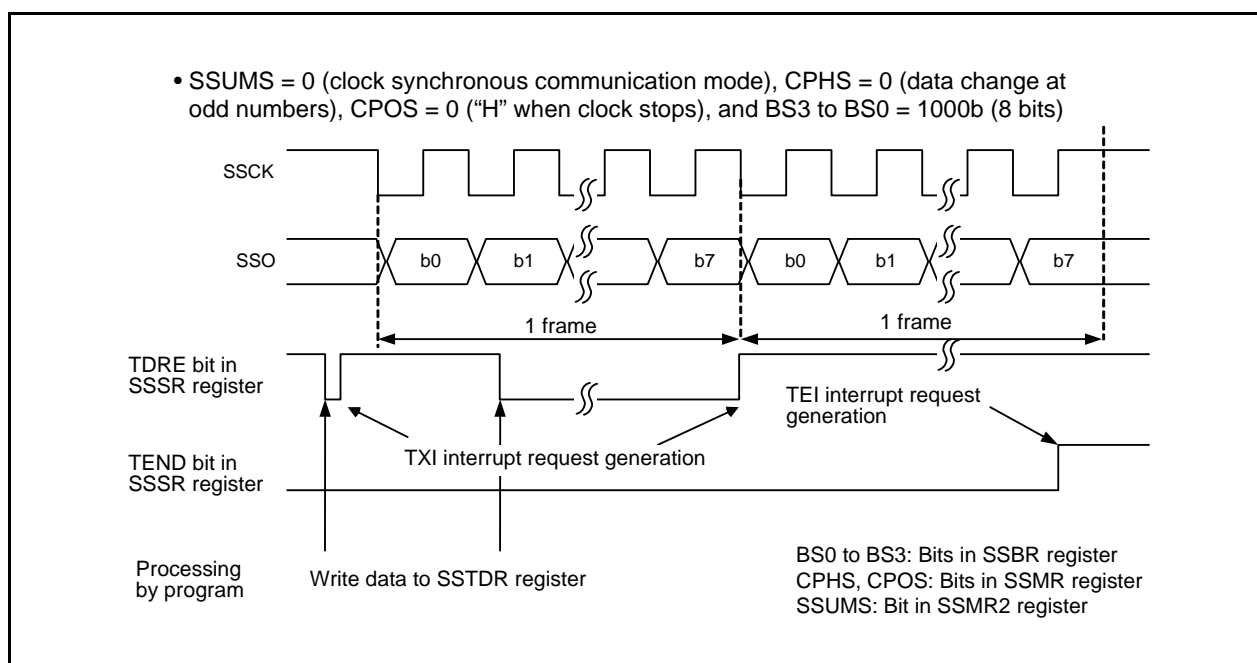 • SSUMS = 0 (clock synchronous communication mode), CPHS = 0 (data change at
odd numbers), CPOS = 0 (“H” when clock stops), and BS3 to BS0 = 1000b (8 bits)
SSCK
SSO
b0
b1
b7
b0
b1
b7
1 frame
1 frame
TDRE bit in
SSSR register
TEI interrupt request
generation
TXI interrupt request generation
TEND bit in
SSSR register
Processing
by program
Write data to SSTDR register
BS0 to BS3: Bits in SSBR register
CPHS, CPOS: Bits in SSMR register
SSUMS: Bit in SSMR2 register